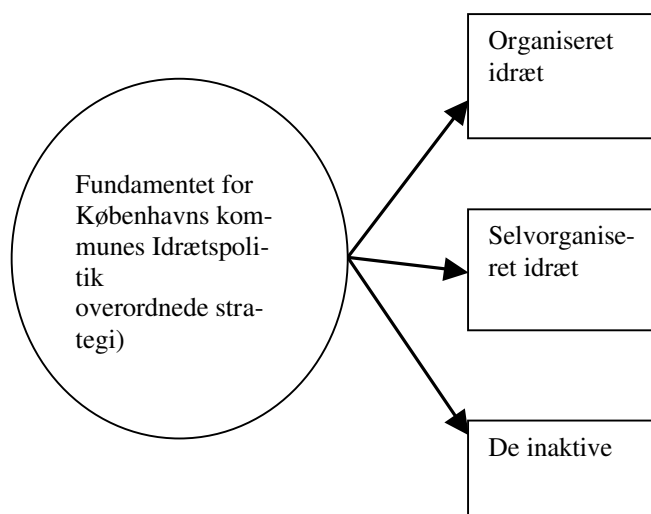 Fundamentet for
Københavns kom-
munes Idrætspoli-
tik
overordnede stra-
tegi)
Organiseret
idræt
Selvorganise-
ret idræt
De inaktive